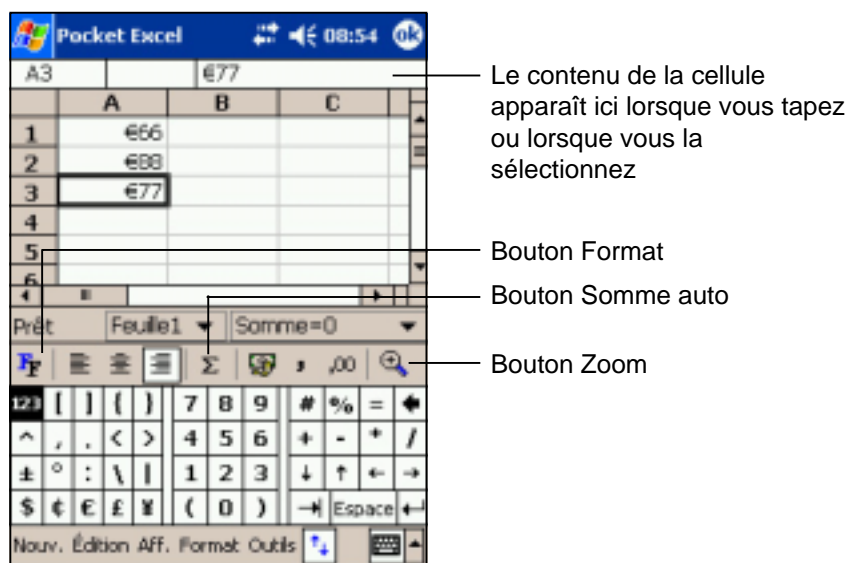 Pocket Excel 08:54 ok
A3 €77
A B C
1 €66
2 €88
3 €77
4
5
6
Prêt Feuille1 Somme=0
FF Σ , ,00
123 [ ] { } 7 8 9 # % = 
^ , . < > 4 5 6 + - * /
± ° : \ | 1 2 3 ↓ ↑ ← →
$ ¢ € £ ¥ ( 0 ) →| Espace ↵
Nouv. Édition Aff. Format Outils
Le contenu de la cellule
apparaît ici lorsque vous tapez
ou lorsque vous la
sélectionnez
Bouton Format
Bouton Somme auto
Bouton Zoom